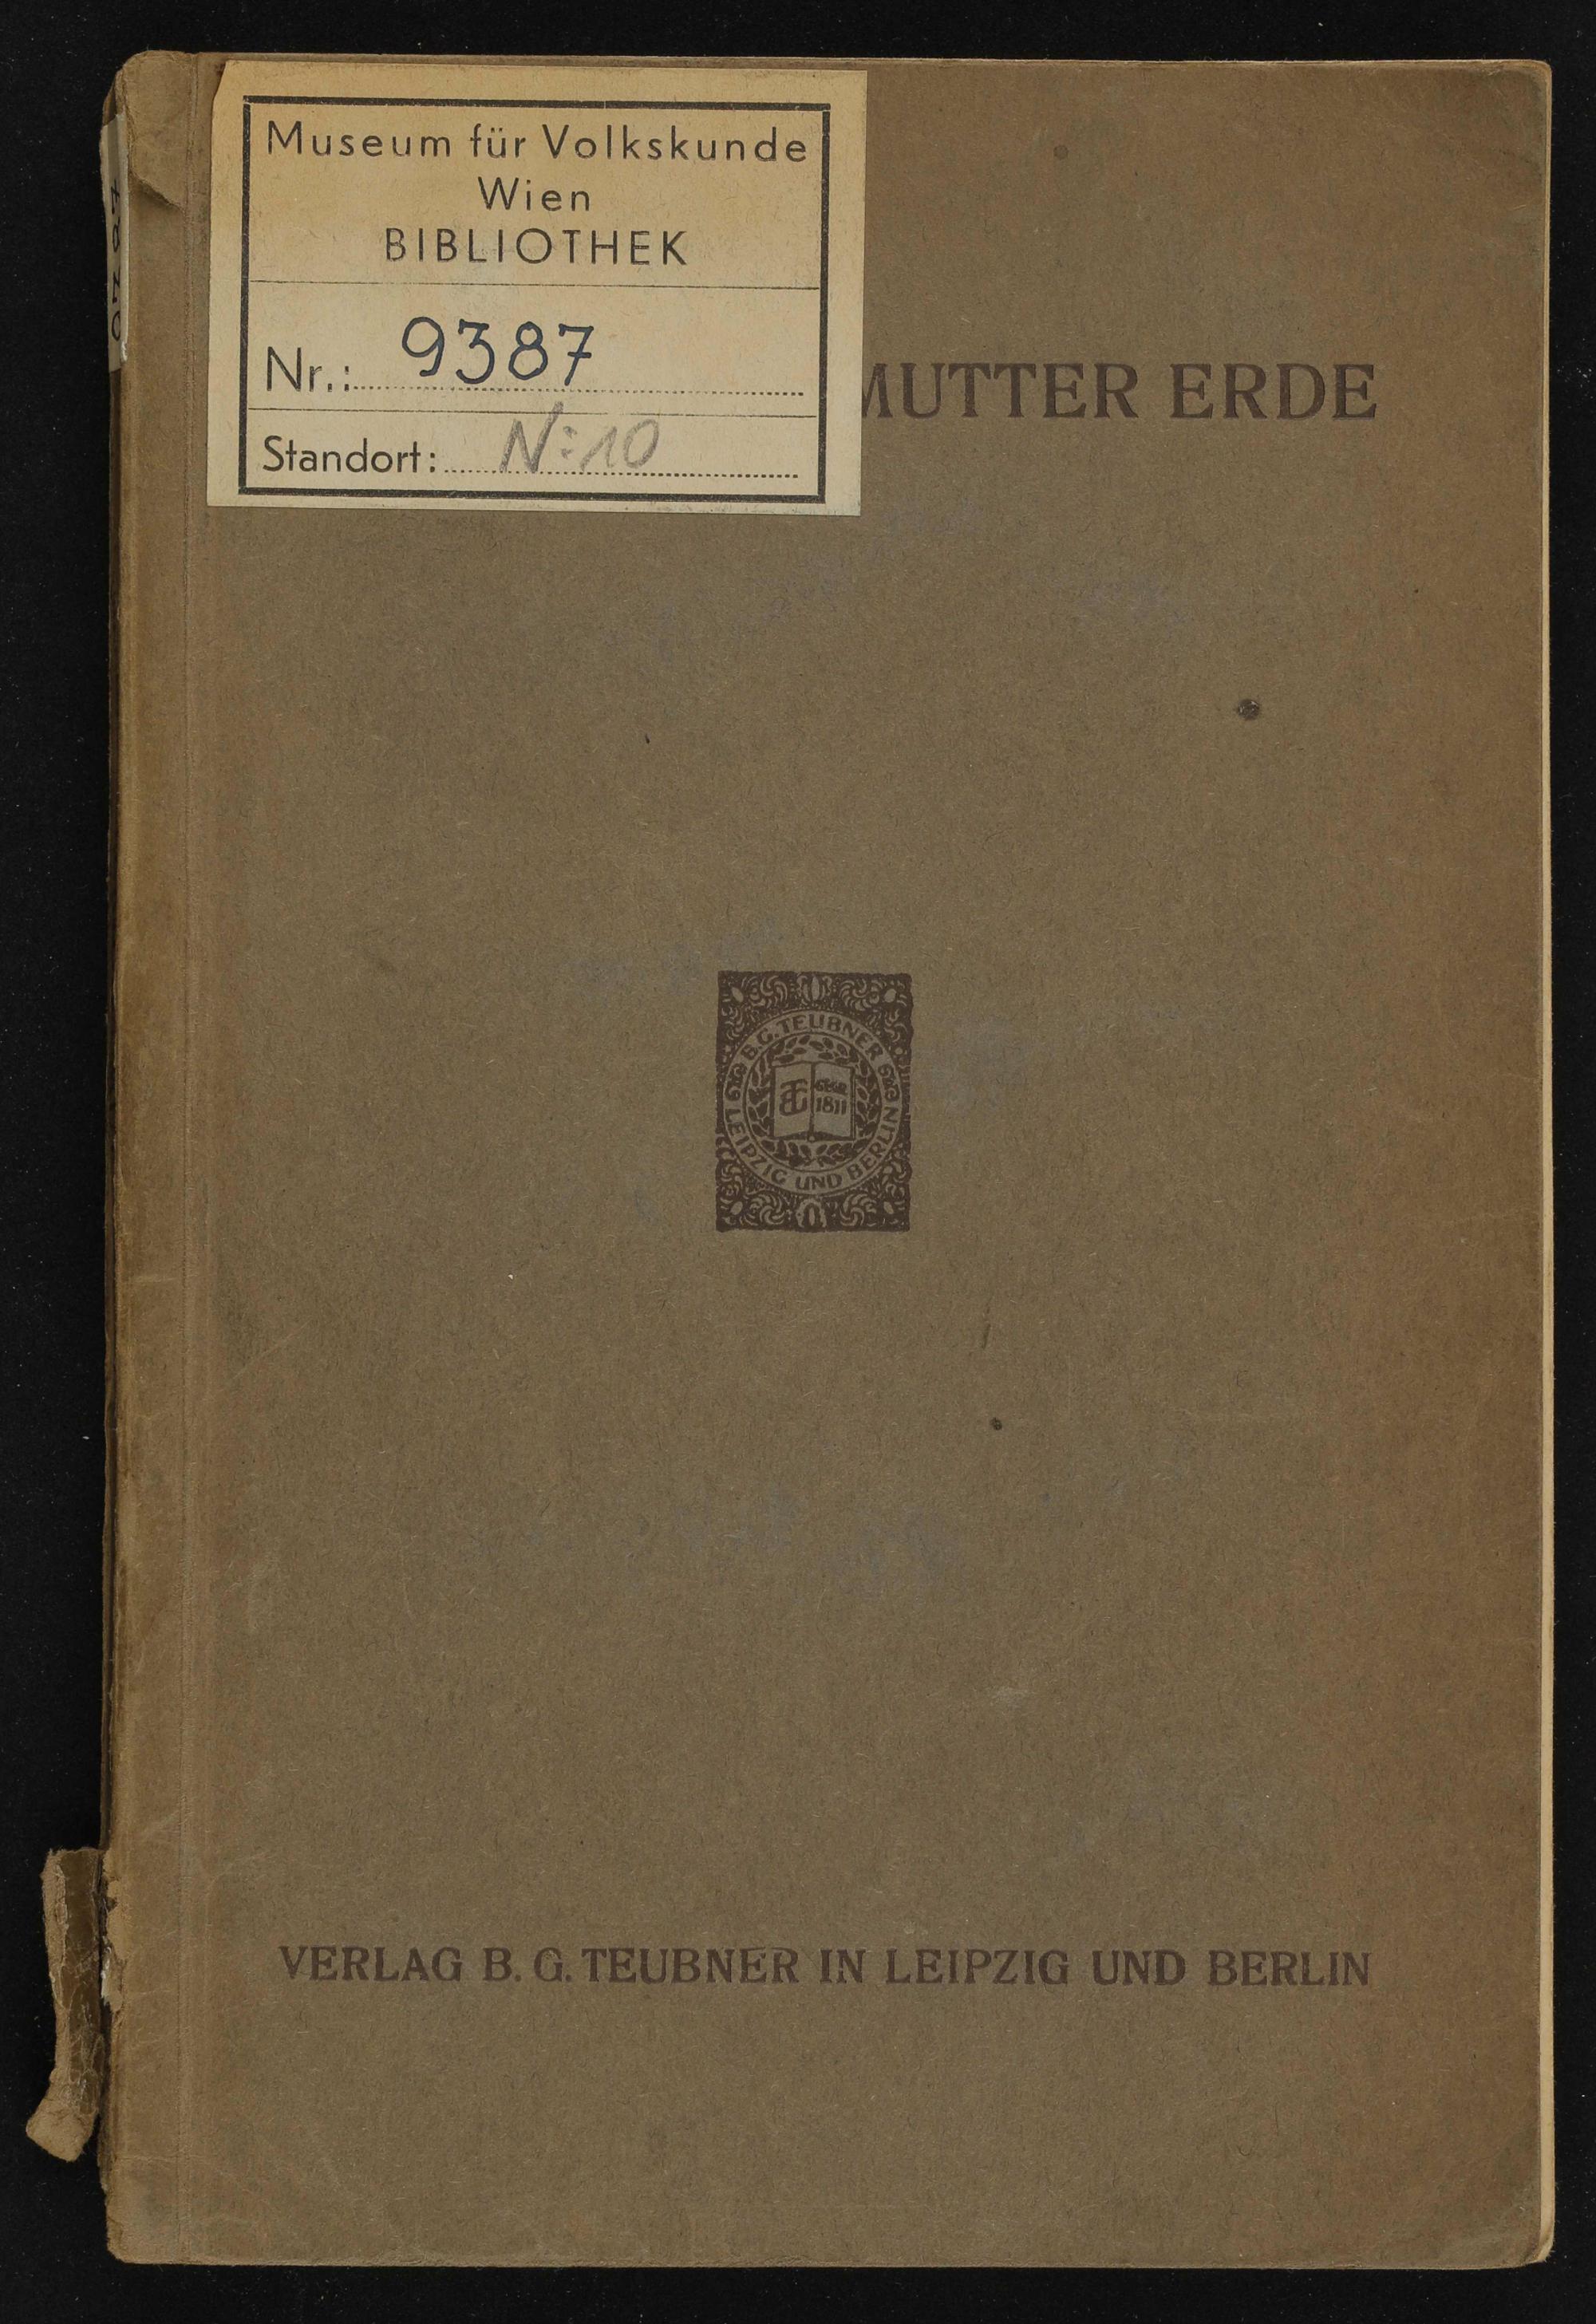 Museum für Volkskunde
Wien
BIBLIOTHEK
Nr.: 9387
Standort: N:10
MUTTER ERDE
B. G. TEUBNER
GEGR.
1811
LEIPZIG UND BERLIN
VERLAG B. G. TEUBNER IN LEIPZIG UND BERLIN